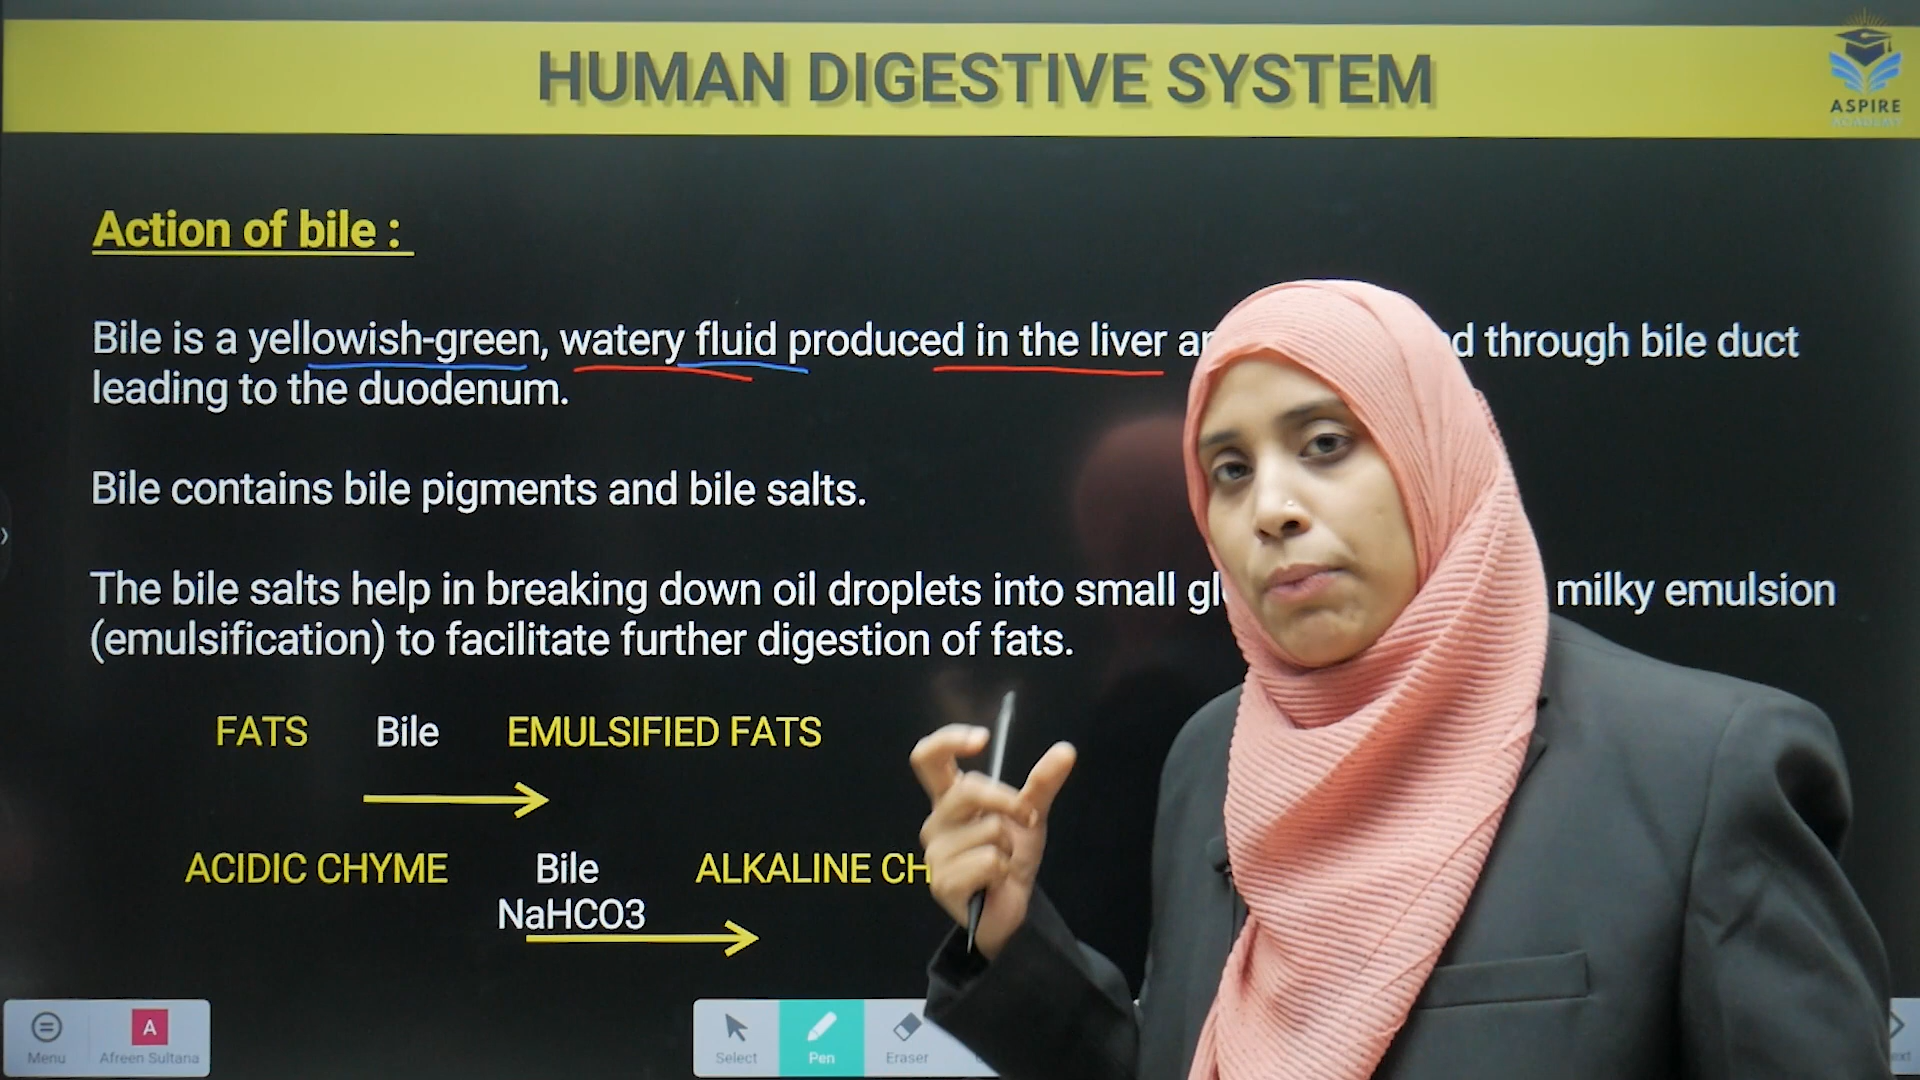 HUMAN DIGESTIVE SYSTEM
ASPIRE
ACADEMY
Action of bile :
Bile is a yellowish-green, watery fluid produced in the liver through bile duct
leading to the duodenum.
Bile contains bile pigments and bile salts.
The bile salts help in breaking down oil droplets into small milky emulsion
(emulsification) to facilitate further digestion of fats.
FATS Bile EMULSIFIED FATS
ACIDIC CHYME Bile ALKALINE CH
NaHCO3
A
Menu Afreen Sultana Select Pen Eraser